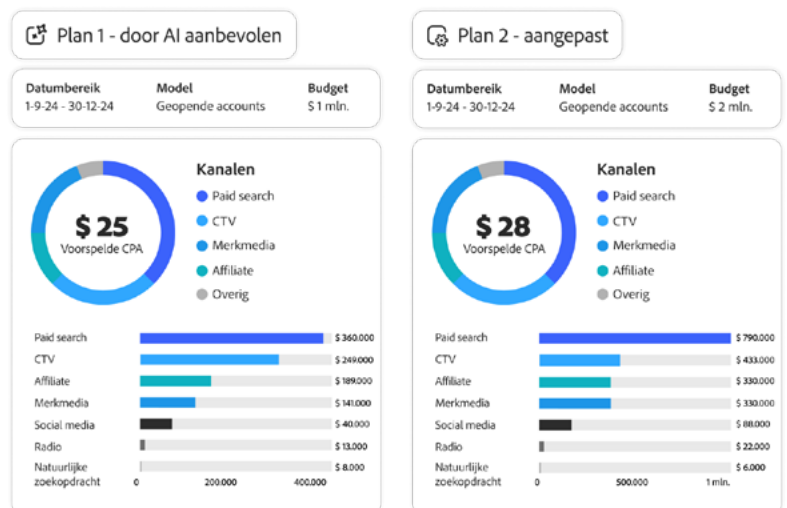 Plan 1 - door AI aanbevolen
Datumbereik Model Budget
1-9-24 - 30-12-24 Geopende accounts $ 1 mln.
$ 25
Voorspelde CPA
Kanalen
Paid search
CTV
Merkmedia
Affiliate
Overig
Paid search $ 360.000
CTV $ 249.000
Affiliate $ 189.000
Merkmedia $ 141.000
Social media $ 40.000
Radio $ 13.000
Natuurlijke zoekopdracht $ 8.000
0 200.000 400.000
Plan 2 - aangepast
Datumbereik Model Budget
1-9-24 - 30-12-24 Geopende accounts $ 2 mln.
$ 28
Voorspelde CPA
Kanalen
Paid search
CTV
Merkmedia
Affiliate
Overig
Paid search $ 790.000
CTV $ 433.000
Affiliate $ 330.000
Merkmedia $ 330.000
Social media $ 88.000
Radio $ 22.000
Natuurlijke zoekopdracht $ 6.000
0 500.000 1 mln.